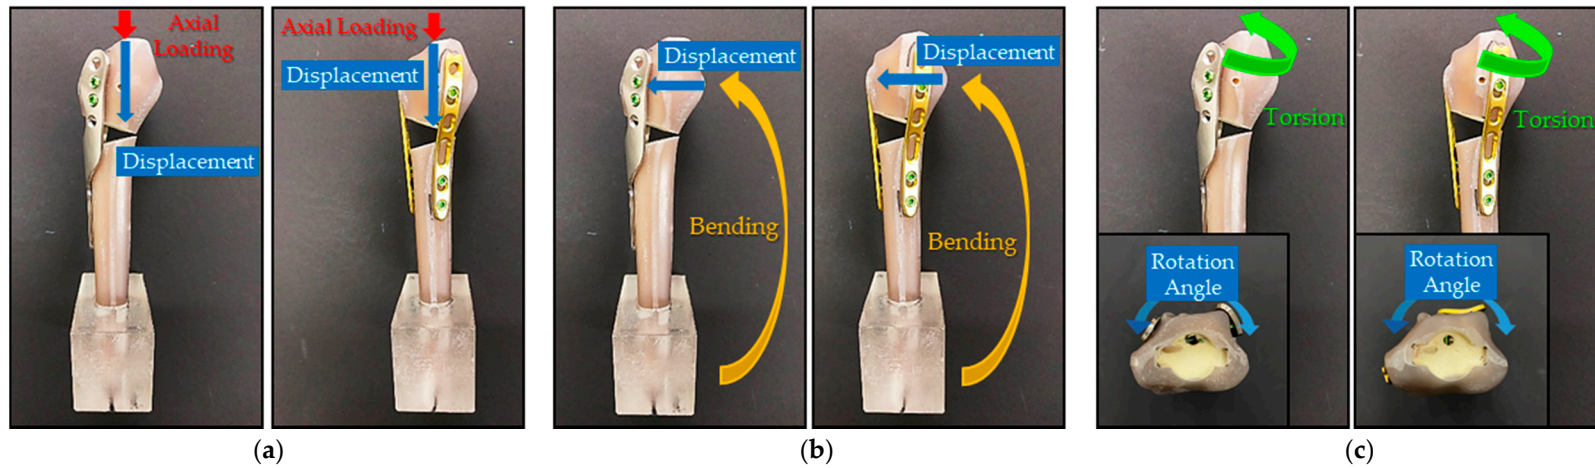 Axial
Loading
Displacement
Axial Loading
Displacement
Displacement
Bending
Displacement
Bending
Torsion
Rotation
Angle
Torsion
Rotation
Angle
(a)
(b)
(c)